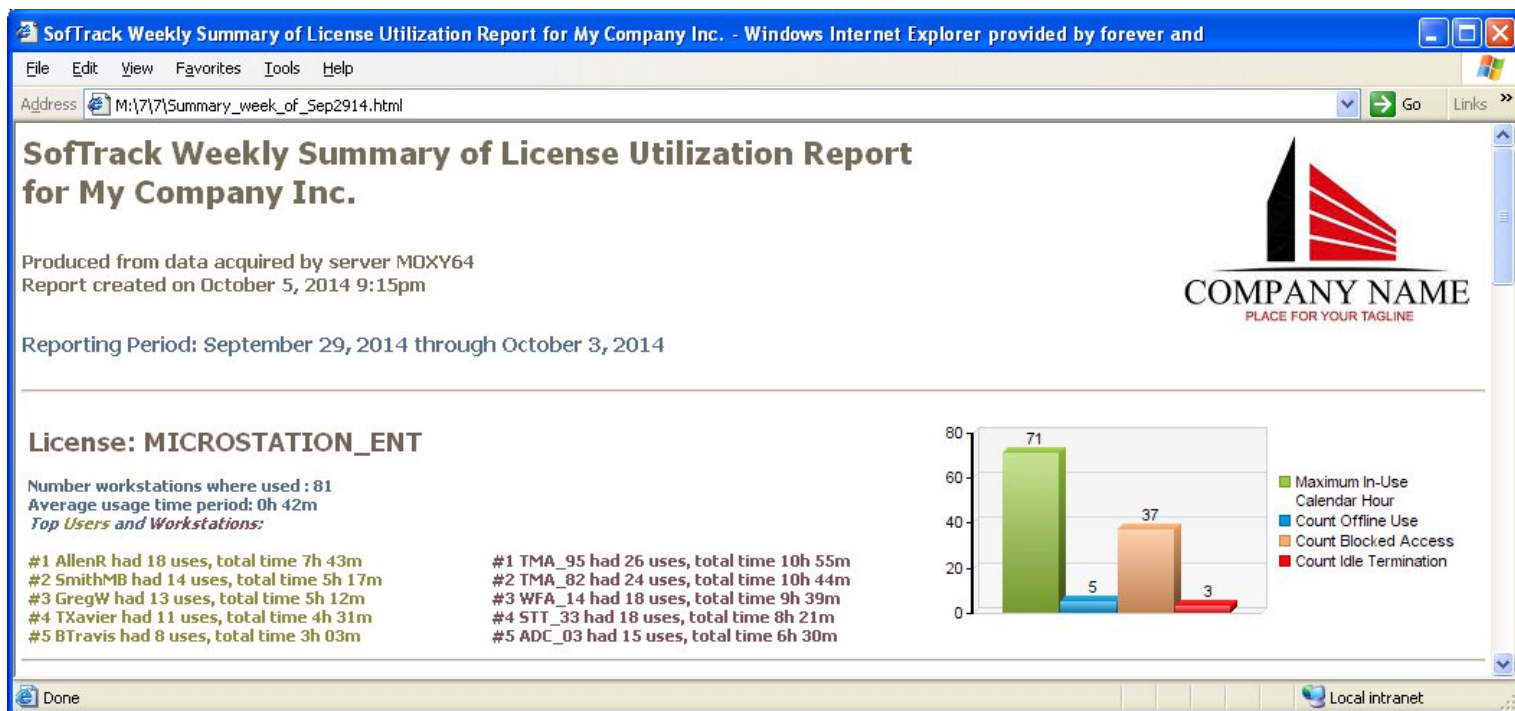 SofTrack Weekly Summary of License Utilization Report for My Company Inc. - Windows Internet Explorer provided by forever and
File Edit View Favorites Tools Help
Address M:\7\7\Summary_week_of_Sep2914.html Go Links »
SofTrack Weekly Summary of License Utilization Report
for My Company Inc.
Produced from data acquired by server MOXY64
Report created on October 5, 2014 9:15pm
COMPANY NAME
PLACE FOR YOUR TAGLINE
Reporting Period: September 29, 2014 through October 3, 2014
License: MICROSTATION_ENT
Number workstations where used : 81
Average usage time period: 0h 42m
Top Users and Workstations:
#1 AllenR had 18 uses, total time 7h 43m
#2 SmithMB had 14 uses, total time 5h 17m
#3 GregW had 13 uses, total time 5h 12m
#4 TXavier had 11 uses, total time 4h 31m
#5 BTravis had 8 uses, total time 3h 03m
#1 TMA_95 had 26 uses, total time 10h 55m
#2 TMA_82 had 24 uses, total time 10h 44m
#3 WFA_14 had 18 uses, total time 9h 39m
#4 STT_33 had 18 uses, total time 8h 21m
#5 ADC_03 had 15 uses, total time 6h 30m
80
60
40
20
0
71
5
37
3
Maximum In-Use
Calendar Hour
Count Offline Use
Count Blocked Access
Count Idle Termination
Done
Local intranet